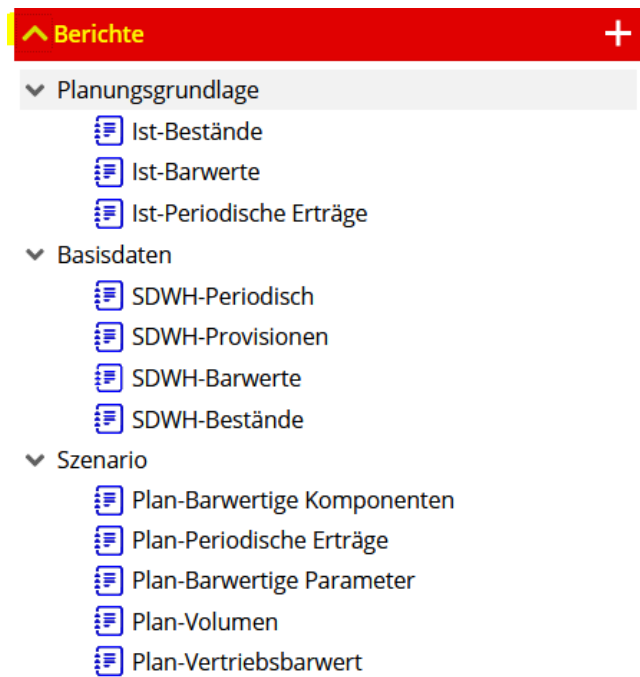 Berichte
Planungsgrundlage
Ist-Bestände
Ist-Barwerte
Ist-Periodische Erträge
Basisdaten
SDWH-Periodisch
SDWH-Provisionen
SDWH-Barwerte
SDWH-Bestände
Szenario
Plan-Barwertige Komponenten
Plan-Periodische Erträge
Plan-Barwertige Parameter
Plan-Volumen
Plan-Vertriebsbarwert